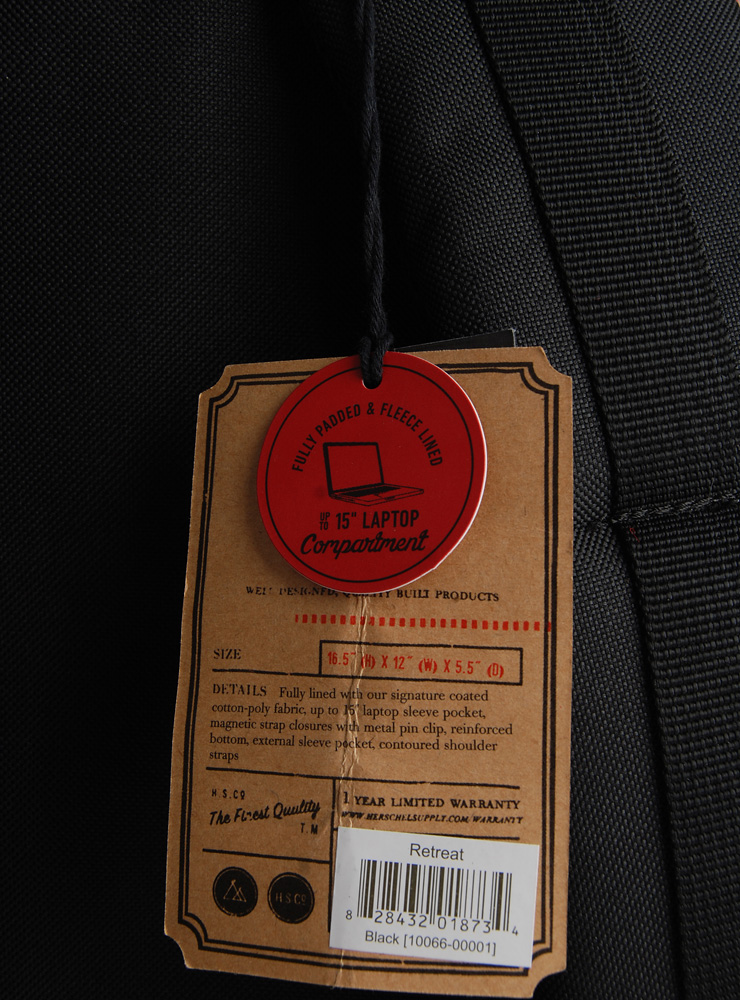 FULLY PADDED & FLEECE LINED
UP TO 15" LAPTOP
Compartment
WELL DESIGNED, QUALITY BUILT PRODUCTS
SIZE 16.5" (H) X 12" (W) X 5.5" (D)
DETAILS Fully lined with our signature coated
cotton-poly fabric, up to 15" laptop sleeve pocket,
magnetic strap closures with metal pin clip, reinforced
bottom, external sleeve pocket, contoured shoulder
straps
H.S.Co
The Finest Quality
T.M
1 YEAR LIMITED WARRANTY
WWW.HERSCHELSUPPLY.COM/WARRANTY
H S Co
Retreat
8 28432 01873 4
Black [10066-00001]